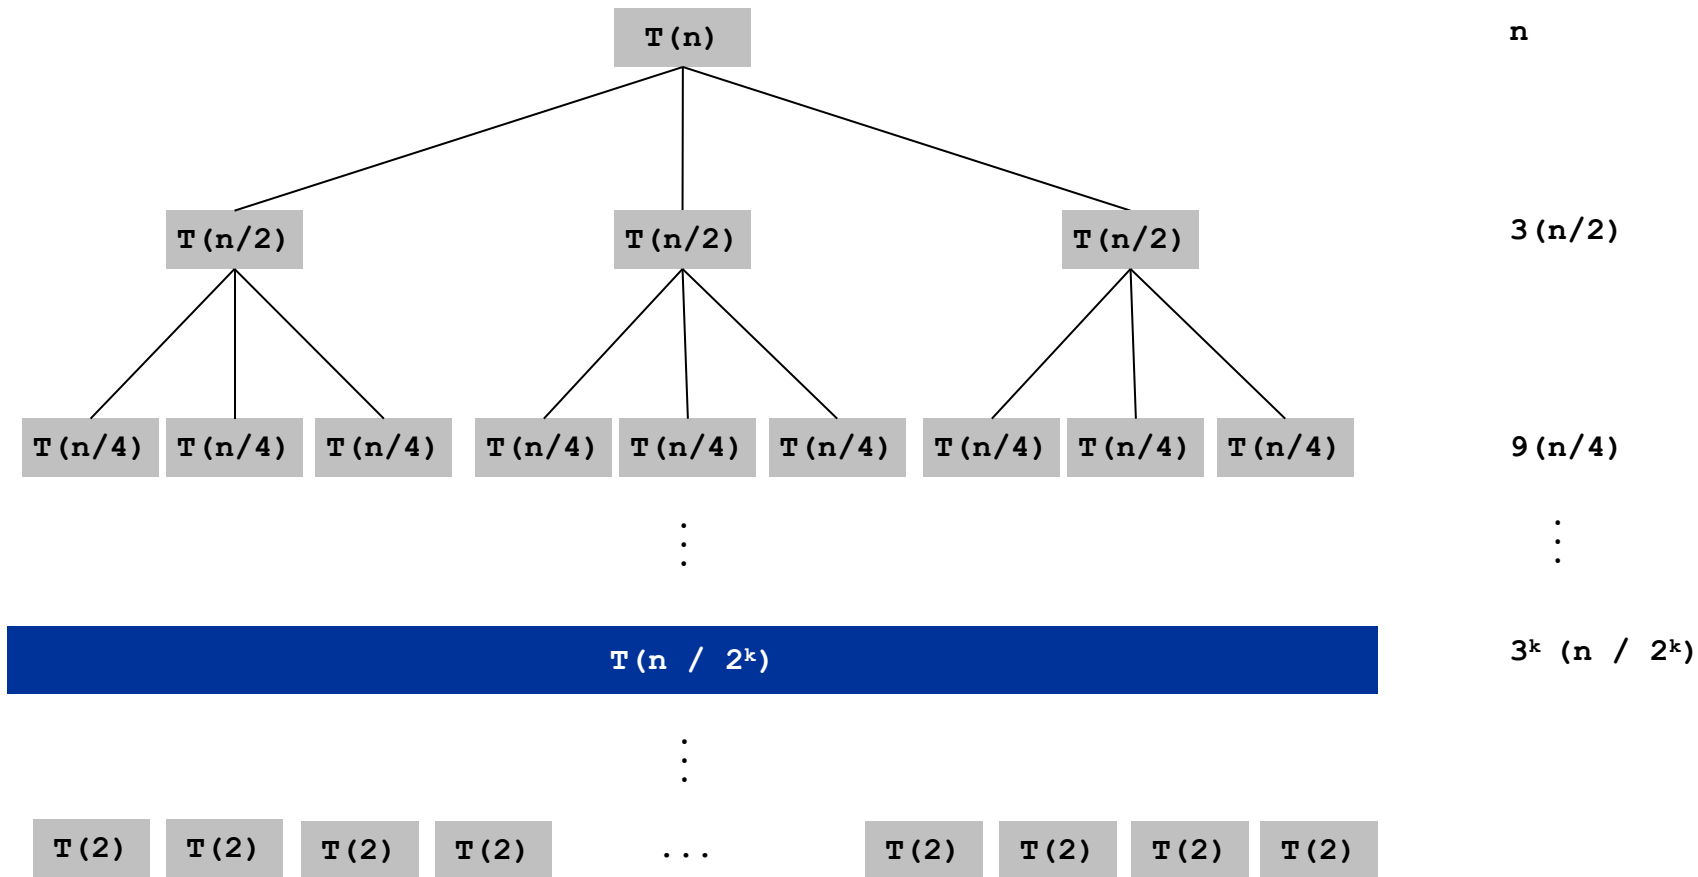 T(n) n
T(n/2) T(n/2) T(n/2) 3(n/2)
T(n/4) T(n/4) T(n/4) T(n/4) T(n/4) T(n/4) T(n/4) T(n/4) T(n/4) 9(n/4)
T(n / 2ᵏ) 3ᵏ (n / 2ᵏ)
T(2) T(2) T(2) T(2) ... T(2) T(2) T(2) T(2)